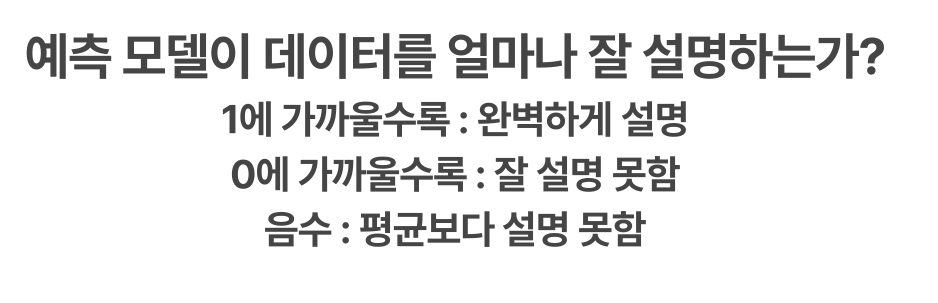 예측 모델이 데이터를 얼마나 잘 설명하는가?
1에 가까울수록 : 완벽하게 설명
0에 가까울수록 : 잘 설명 못함
음수 : 평균보다 설명 못함